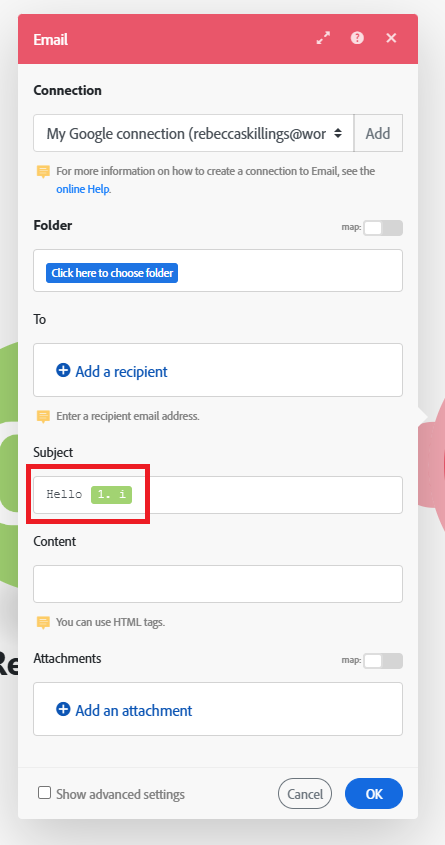 Email
Connection
My Google connection (rebeccaskillings@wor
Add
For more information on how to create a connection to Email, see the
online Help.
Folder
map:
Click here to choose folder
To
Add a recipient
Enter a recipient email address.
Subject
Hello 1. i
Content
You can use HTML tags.
Re
Attachments
map:
Add an attachment
Show advanced settings
Cancel
OK